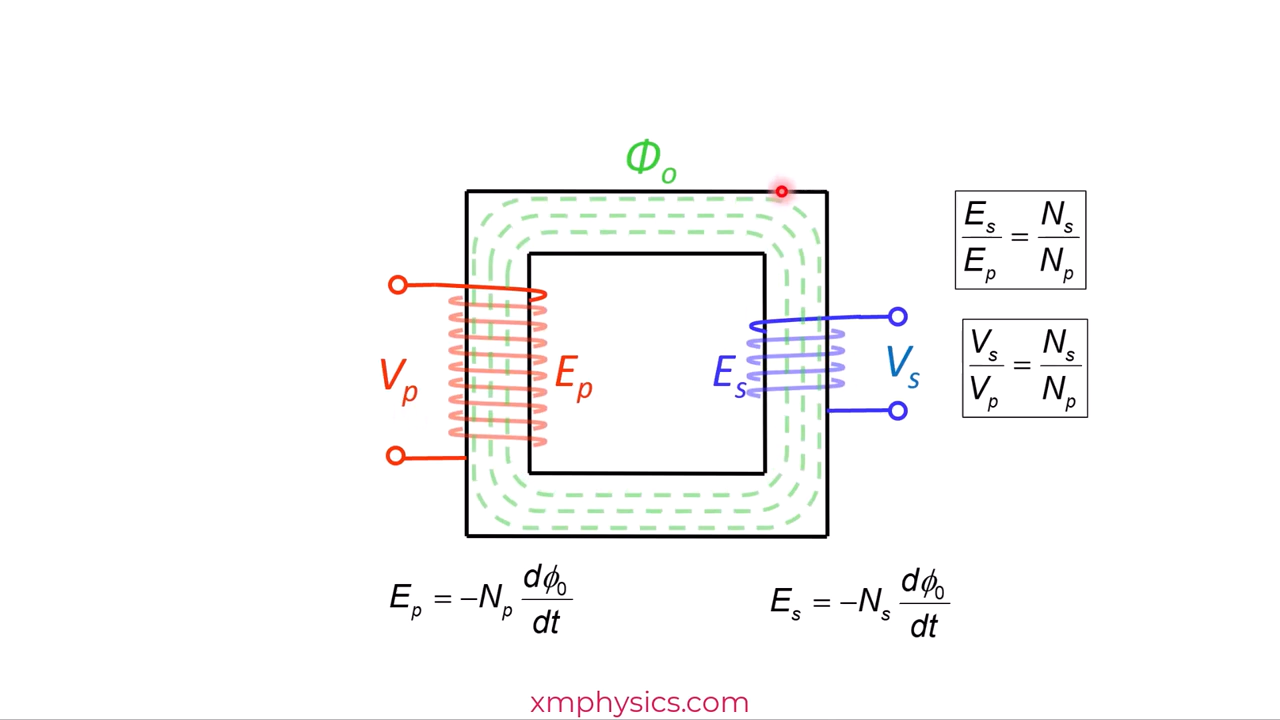 Φₒ
Eₛ/Eₚ = Nₛ/Nₚ
Vₛ/Vₚ = Nₛ/Nₚ
Vₚ
Eₚ
Eₛ
Vₛ
Eₚ = −Nₚ dϕ₀/dt
Eₛ = −Nₛ dϕ₀/dt
xmphysics.com